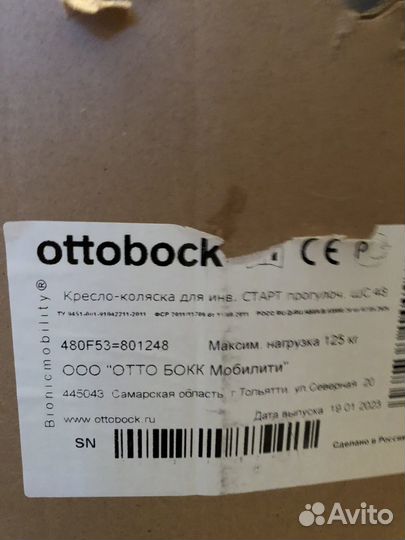 ottobock
CE
Кресло-коляска для инв. СТАРТ прогулоч. ШС 48
480F53=801248 Максим. нагрузка 125 кг
ООО "ОТТО БОКК Мобилити"
445043 Самарская область, г. Тольятти, ул Северная 20
www.ottobock.ru Дата выпуска 19 01 2023
SN
Сделано в Росси
Bionicmobility®
Avito